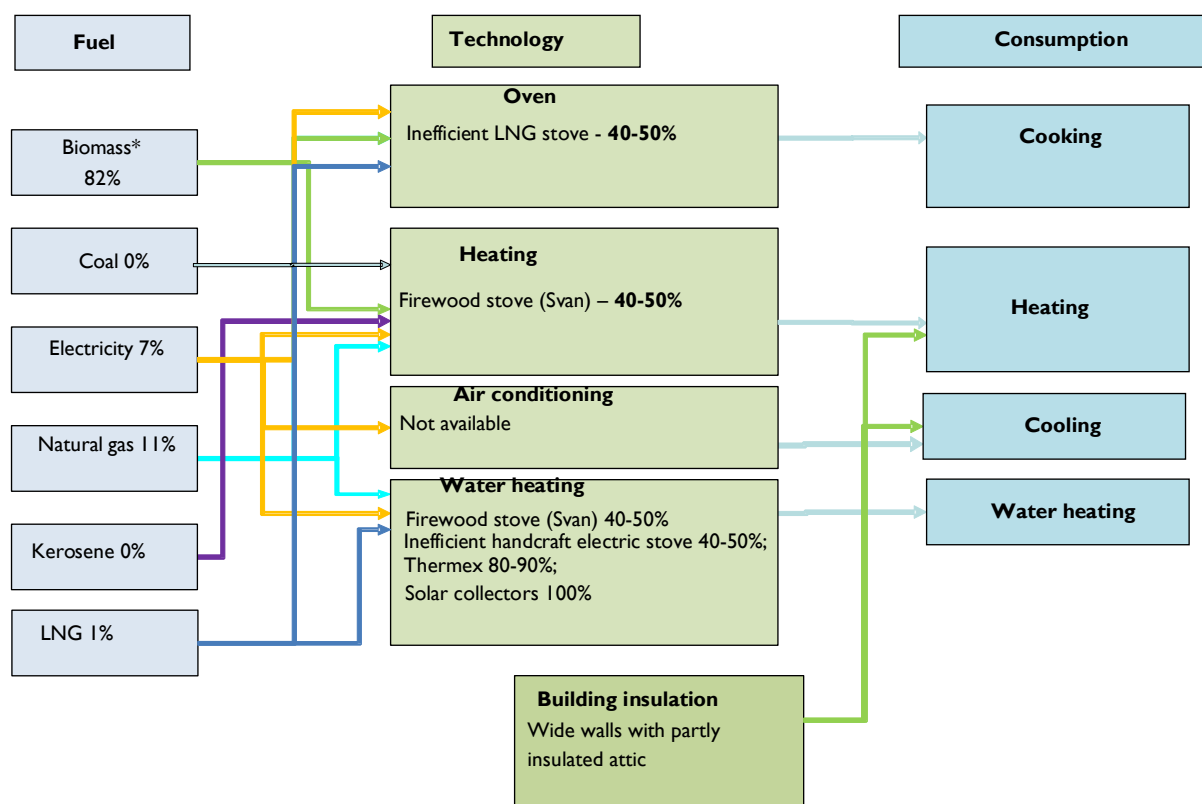 Fuel
Technology
Consumption
Biomass*
82%
Coal 0%
Electricity 7%
Natural gas 11%
Kerosene 0%
LNG 1%
Oven
Inefficient LNG stove - 40-50%
Heating
Firewood stove (Svan) – 40-50%
Air conditioning
Not available
Water heating
Firewood stove (Svan) 40-50%
Inefficient handcraft electric stove 40-50%;
Thermex 80-90%;
Solar collectors 100%
Building insulation
Wide walls with partly
insulated attic
Cooking
Heating
Cooling
Water heating